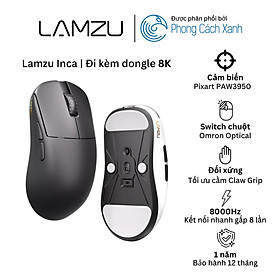 LAMZU
Được phân phối bởi
Phong Cách Xanh
Lamzu Inca | Đi kèm dongle 8K
Cảm biến
Pixart PAW3950
Switch chuột
Omron Optical
Đối xứng
Tối ưu cầm Claw Grip
8000Hz
Kết nối nhanh gấp 8 lần
1 năm
Bảo hành 12 tháng